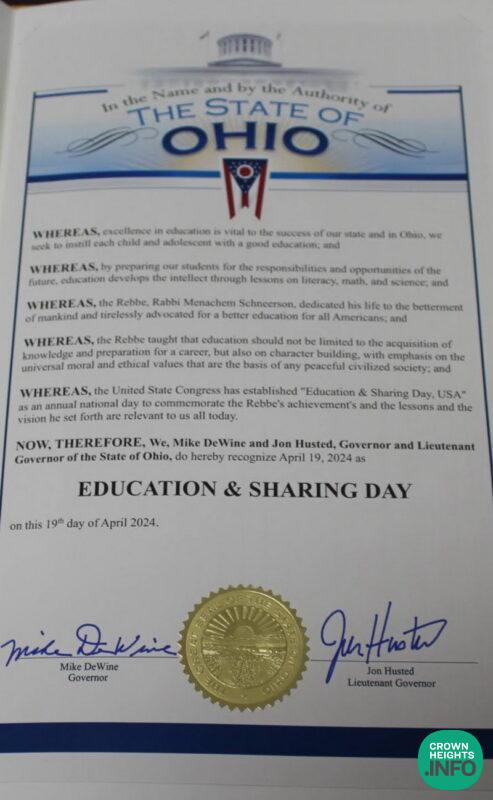 In the Name and by the Authority of
THE STATE OF
OHIO
WHEREAS, excellence in education is vital to the success of our state and in Ohio, we
seek to instill each child and adolescent with a good education; and
WHEREAS, by preparing our students for the responsibilities and opportunities of the
future, education develops the intellect through lessons on literacy, math, and science; and
WHEREAS, the Rebbe, Rabbi Menachem Schneerson, dedicated his life to the betterment
of mankind and tirelessly advocated for a better education for all Americans; and
WHEREAS, the Rebbe taught that education should not be limited to the acquisition of
knowledge and preparation for a career, but also on character building, with emphasis on the
universal moral and ethical values that are the basis of any peaceful civilized society; and
WHEREAS, the United State Congress has established "Education & Sharing Day, USA"
as an annual national day to commemorate the Rebbe's achievement's and the lessons and the
vision he set forth are relevant to us all today.
NOW, THEREFORE, We, Mike DeWine and Jon Husted, Governor and Lieutenant
Governor of the State of Ohio, do hereby recognize April 19, 2024 as
EDUCATION & SHARING DAY
on this 19th day of April 2024.
Mike DeWine
Mike DeWine
Governor
Jon Husted
Jon Husted
Lieutenant Governor
THE GREAT SEAL OF THE STATE OF OHIO
CROWN
HEIGHTS
.INFO